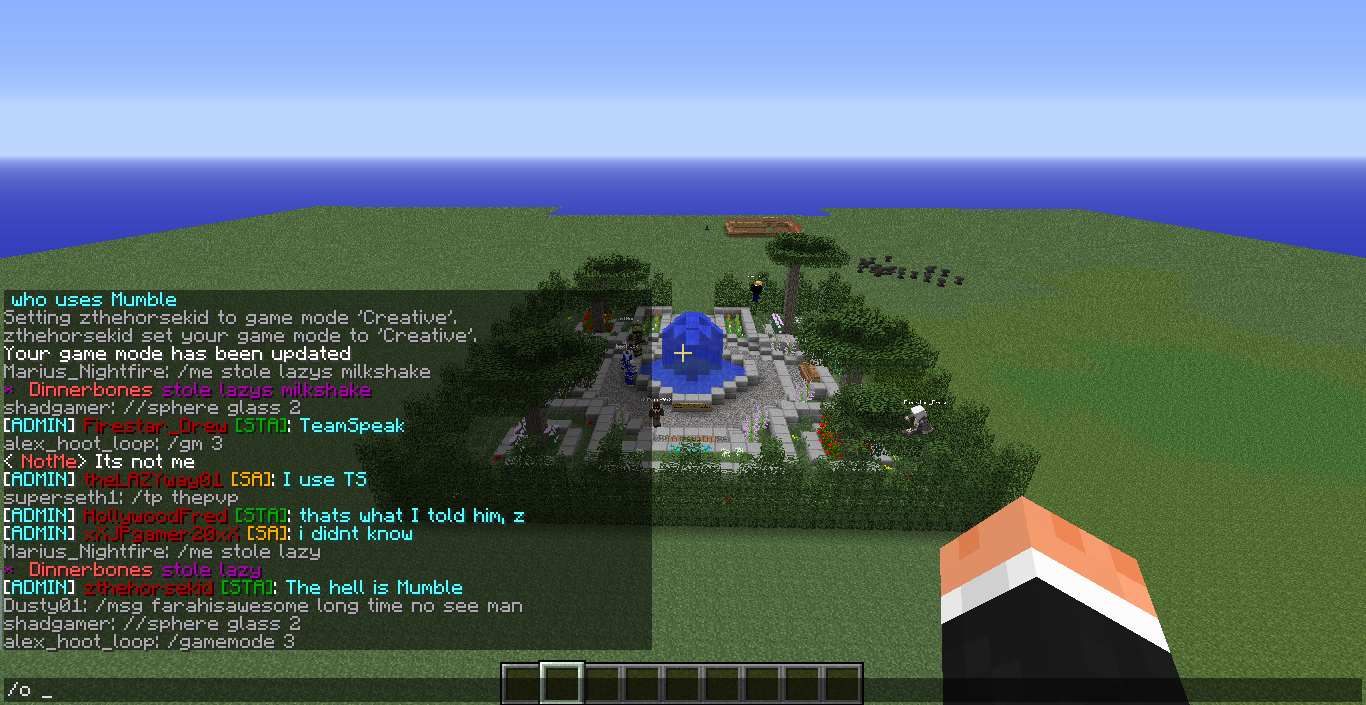 who uses Mumble
Setting zthehorsekid to game mode 'Creative'.
zthehorsekid set your game mode to 'Creative'.
Your game mode has been updated
Marius_Nightfire: /me stole lazys milkshake
* Dinnerbones stole lazys milkshake
shadgamer: //sphere glass 2
[ADMIN] Firestar_Drew [STA]: TeamSpeak
alex_hoot_loop: /gm 3
< NotMe> Its not me
[ADMIN] theLAZYway01 [SA]: I use TS
superseth1: /tp thepvp
[ADMIN] HollywoodFred [STA]: thats what I told him, z
[ADMIN] xXJFgamer20xX [SA]: i didnt know
Marius_Nightfire: /me stole lazy
* Dinnerbones stole lazy
[ADMIN] zthehorsekid [STA]: The hell is Mumble
Dusty01: /msg farahisawesome long time no see man
shadgamer: //sphere glass 2
alex_hoot_loop: /gamemode 3
/o _